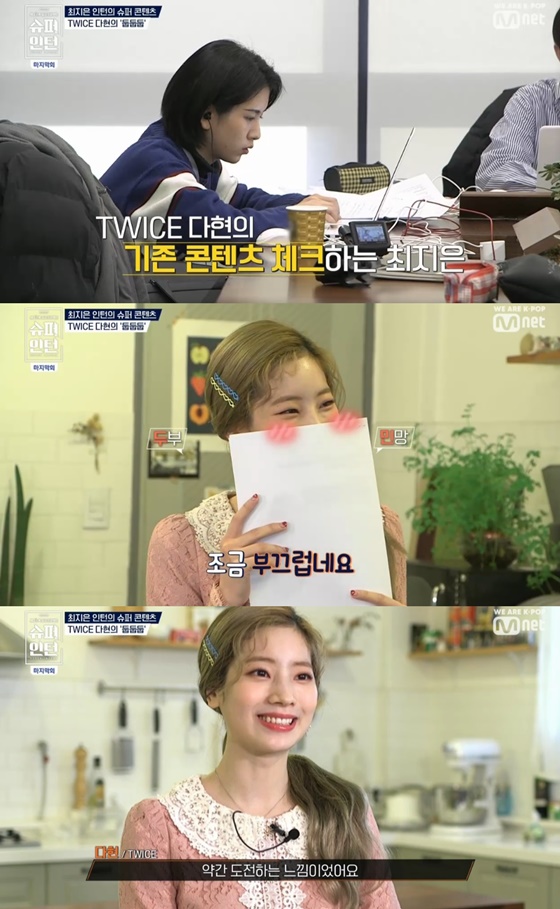 슈퍼
인턴
마지막회
최지은 인턴의 슈퍼 콘텐츠
TWICE 다현의 '둡둡둡'
WE ARE K-POP
Mnet
TWICE 다현의
기존 콘텐츠 체크하는 최지은
슈퍼
인턴
마지막회
최지은 인턴의 슈퍼 콘텐츠
TWICE 다현의 '둡둡둡'
WE ARE K-POP
Mnet
두부
민망
조금 부끄럽네요
슈퍼
인턴
마지막회
최지은 인턴의 슈퍼 콘텐츠
TWICE 다현의 '둡둡둡'
WE ARE K-POP
Mnet
다현 / TWICE
약간 도전하는 느낌이었어요